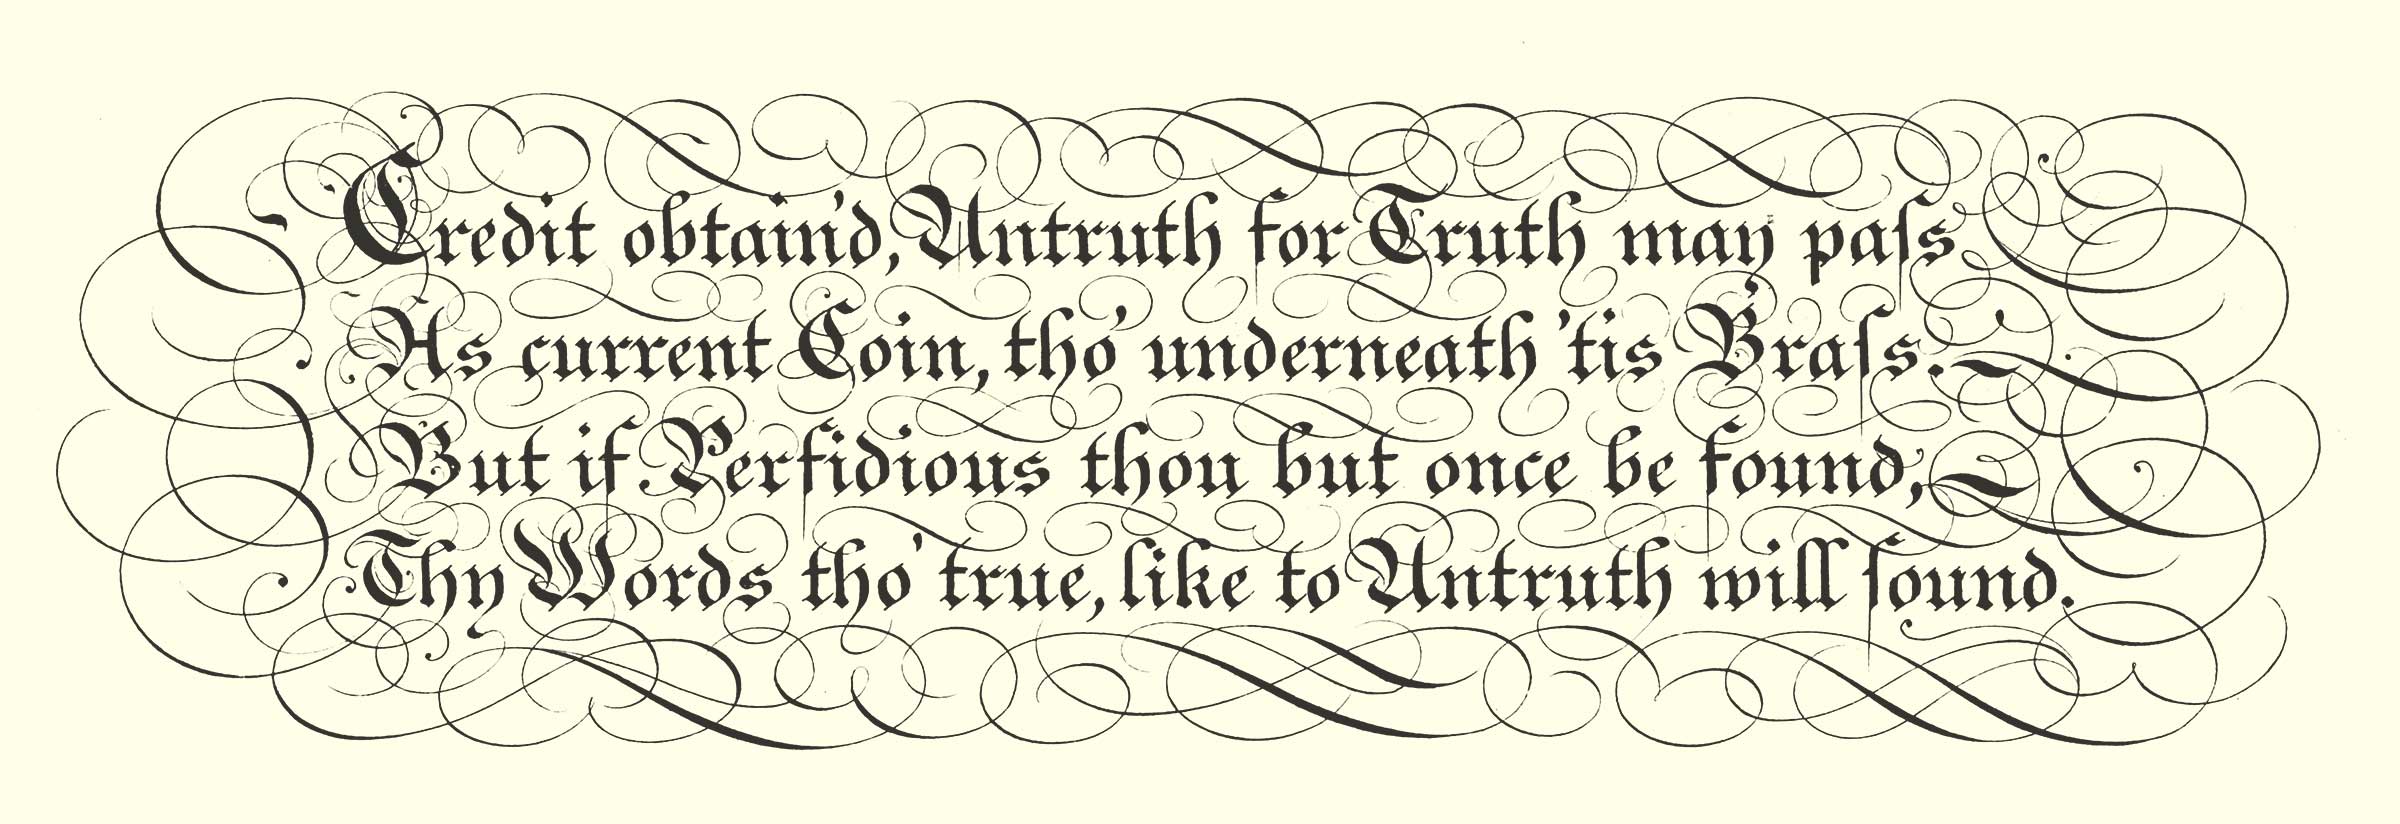 Credit obtain'd, Untruth for Truth may paſs
As current Coin, tho' underneath 'tis Braſs.
But if Perfidious thou but once be found,
Thy Words tho' true, like to Untruth will ſound.